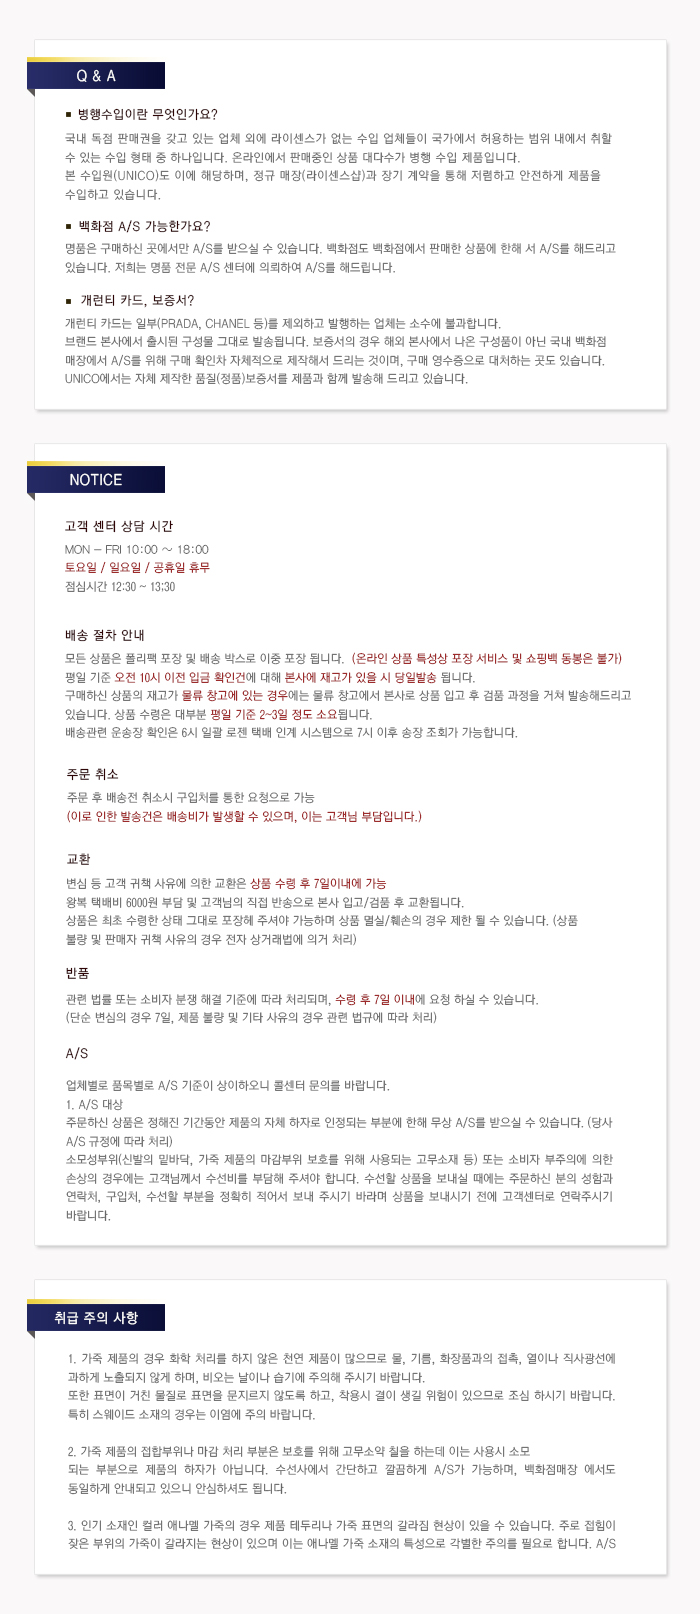 Q & A
병행수입이란 무엇인가요?
국내 독점 판매권을 갖고 있는 업체 외에 라이센스가 없는 수입 업체들이 국가에서 허용하는 범위 내에서 취할
수 있는 수입 형태 중 하나입니다. 온라인에서 판매중인 상품 대다수가 병행 수입 제품입니다.
본 수입원(UNICO)도 이에 해당하며, 정규 매장(라이센스샵)과 장기 계약을 통해 저렴하고 안전하게 제품을
수입하고 있습니다.
백화점 A/S 가능한가요?
명품은 구매하신 곳에서만 A/S를 받으실 수 있습니다. 백화점도 백화점에서 판매한 상품에 한해 서 A/S를 해드리고
있습니다. 저희는 명품 전문 A/S 센터에 의뢰하여 A/S를 해드립니다.
개런티 카드, 보증서?
개런티 카드는 일부(PRADA, CHANEL 등)를 제외하고 발행하는 업체는 소수에 불과합니다.
브랜드 본사에서 출시된 구성물 그대로 발송됩니다. 보증서의 경우 해외 본사에서 나온 구성품이 아닌 국내 백화점
매장에서 A/S를 위해 구매 확인차 자체적으로 제작해서 드리는 것이며, 구매 영수증으로 대처하는 곳도 있습니다.
UNICO에서는 자체 제작한 품질(정품)보증서를 제품과 함께 발송해 드리고 있습니다.
NOTICE
고객 센터 상담 시간
MON - FRI 10:00 ~ 18:00
토요일 / 일요일 / 공휴일 휴무
점심시간 12:30 ~ 13:30
배송 절차 안내
모든 상품은 폴리팩 포장 및 배송 박스로 이중 포장 됩니다. (온라인 상품 특성상 포장 서비스 및 쇼핑백 동봉은 불가)
평일 기준 오전 10시 이전 입금 확인건에 대해 본사에 재고가 있을 시 당일발송 됩니다.
구매하신 상품의 재고가 물류 창고에 있는 경우에는 물류 창고에서 본사로 상품 입고 후 검품 과정을 거쳐 발송해드리고
있습니다. 상품 수령은 대부분 평일 기준 2~3일 정도 소요됩니다.
배송관련 운송장 확인은 6시 일괄 로젠 택배 인계 시스템으로 7시 이후 송장 조회가 가능합니다.
주문 취소
주문 후 배송전 취소시 구입처를 통한 요청으로 가능
(이로 인한 발송건은 배송비가 발생할 수 있으며, 이는 고객님 부담입니다.)
교환
변심 등 고객 귀책 사유에 의한 교환은 상품 수령 후 7일이내에 가능
왕복 택배비 6000원 부담 및 고객님의 직접 반송으로 본사 입고/검품 후 교환됩니다.
상품은 최초 수령한 상태 그대로 포장헤 주셔야 가능하며 상품 멸실/훼손의 경우 제한 될 수 있습니다. (상품
불량 및 판매자 귀책 사유의 경우 전자 상거래법에 의거 처리)
반품
관련 법률 또는 소비자 분쟁 해결 기준에 따라 처리되며, 수령 후 7일 이내에 요청 하실 수 있습니다.
(단순 변심의 경우 7일, 제품 불량 및 기타 사유의 경우 관련 법규에 따라 처리)
A/S
업체별로 품목별로 A/S 기준이 상이하오니 콜센터 문의를 바랍니다.
1. A/S 대상
주문하신 상품은 정해진 기간동안 제품의 자체 하자로 인정되는 부분에 한해 무상 A/S를 받으실 수 있습니다. (당사
A/S 규정에 따라 처리)
소모성부위(신발의 밑바닥, 가죽 제품의 마감부위 보호를 위해 사용되는 고무소재 등) 또는 소비자 부주의에 의한
손상의 경우에는 고객님께서 수선비를 부담해 주셔야 합니다. 수선할 상품을 보내실 때에는 주문하신 분의 성함과
연락처, 구입처, 수선할 부분을 정확히 적어서 보내 주시기 바라며 상품을 보내시기 전에 고객센터로 연락주시기
바랍니다.
취급 주의 사항
1. 가죽 제품의 경우 화학 처리를 하지 않은 천연 제품이 많으므로 물, 기름, 화장품과의 접촉, 열이나 직사광선에
과하게 노출되지 않게 하며, 비오는 날이나 습기에 주의해 주시기 바랍니다.
또한 표면이 거친 물질로 표면을 문지르지 않도록 하고, 착용시 결이 생길 위험이 있으므로 조심 하시기 바랍니다.
특히 스웨이드 소재의 경우는 이염에 주의 바랍니다.
2. 가죽 제품의 접합부위나 마감 처리 부분은 보호를 위해 고무소약 칠을 하는데 이는 사용시 소모
되는 부분으로 제품의 하자가 아닙니다. 수선사에서 간단하고 깔끔하게 A/S가 가능하며, 백화점매장 에서도
동일하게 안내되고 있으니 안심하셔도 됩니다.
3. 인기 소재인 컬러 애나멜 가죽의 경우 제품 테두리나 가죽 표면의 갈라짐 현상이 있을 수 있습니다. 주로 접힘이
잦은 부위의 가죽이 갈라지는 현상이 있으며 이는 애나멜 가죽 소재의 특성으로 각별한 주의를 필요로 합니다. A/S